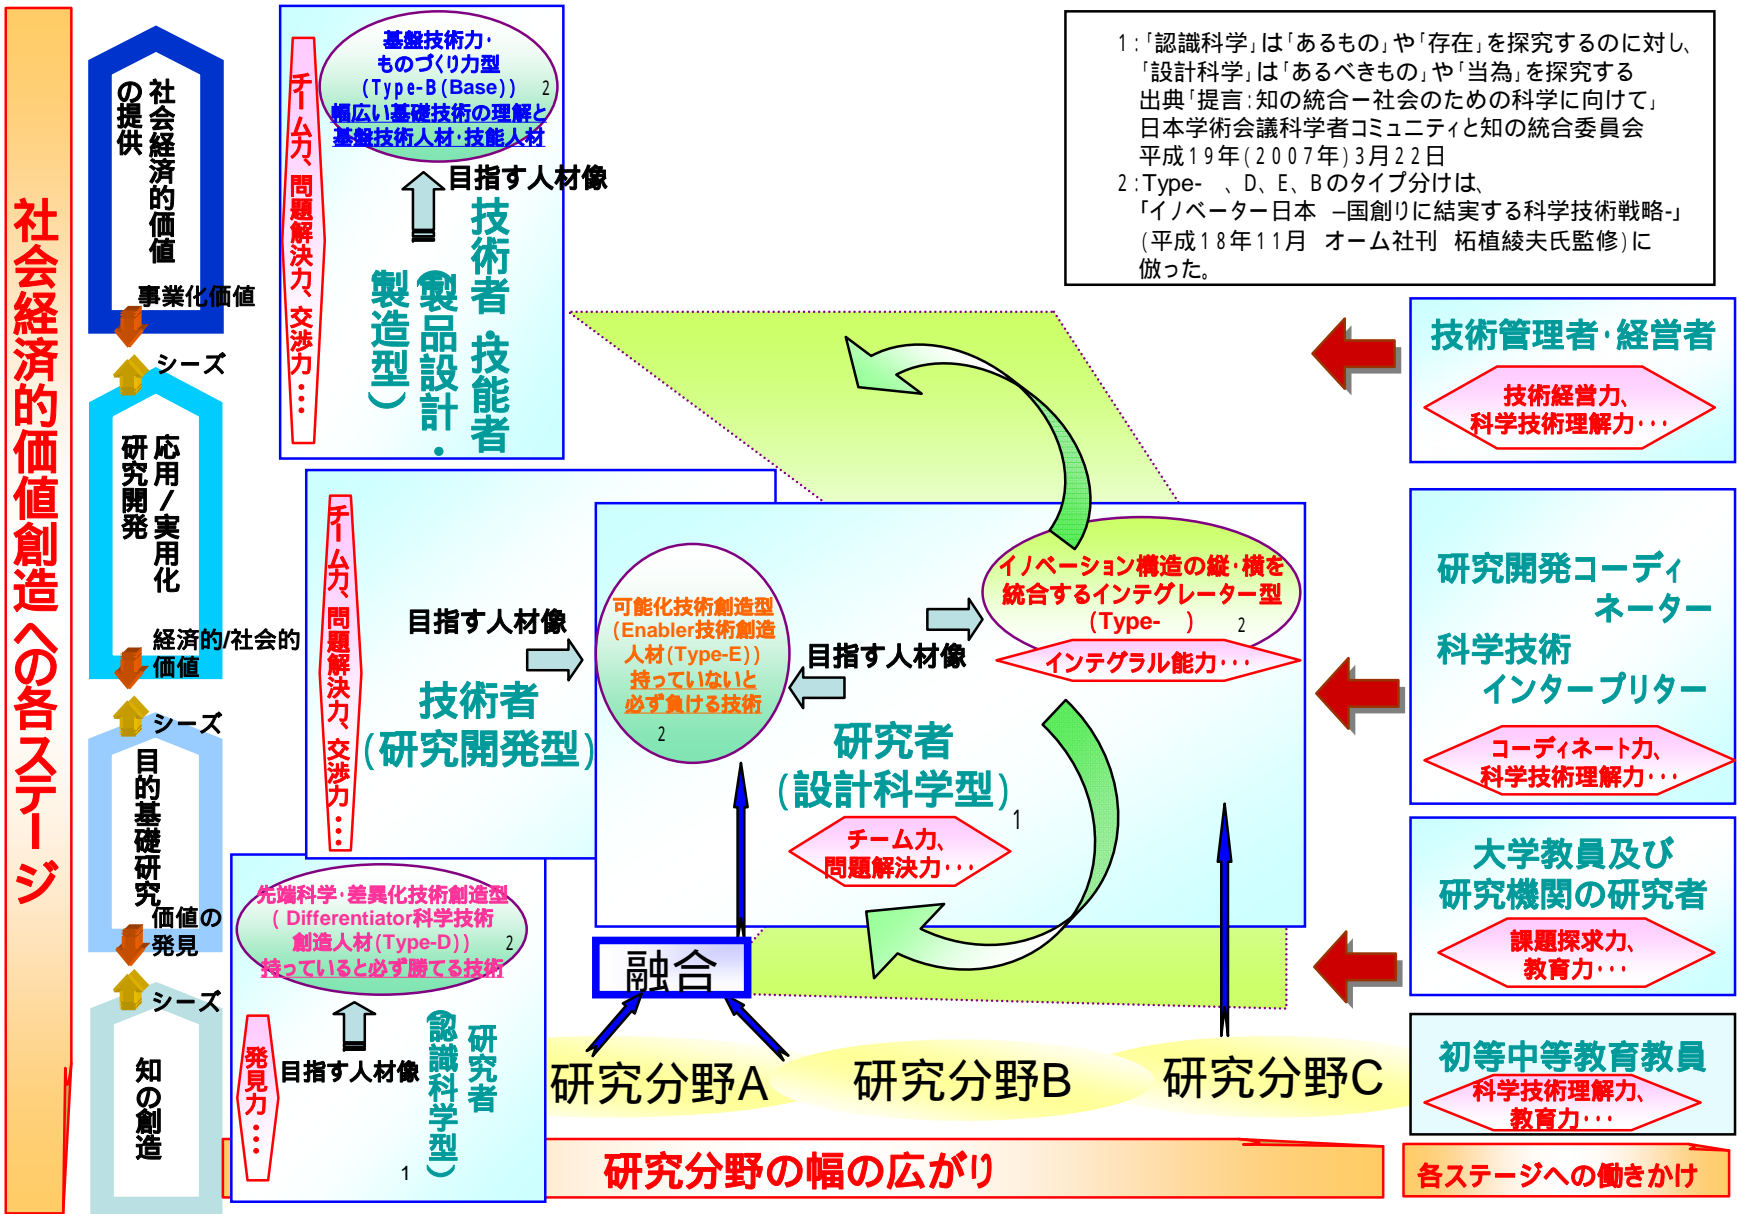 社会経済的価値創造への各ステージ
社会経済的価値
の提供
事業化価値
シーズ
応用/実用化
研究開発
経済的/社会的
価値
シーズ
目的基礎研究
価値の
発見
シーズ
知の創造
基盤技術力・
ものづくり力型
(Type-B(Base)) 2
幅広い基礎技術の理解と
基盤技術人材・技能人材
チーム力、問題解決力、交渉力・・・
目指す人材像
技術者・技能者
(製品設計・
製造型)
1:「認識科学」は「あるもの」や「存在」を探究するのに対し、
「設計科学」は「あるべきもの」や「当為」を探究する
出典「提言:知の統合ー社会のための科学に向けて」
日本学術会議科学者コミュニティと知の統合委員会
平成19年(2007年)3月22日
2:Type- 、D、E、Bのタイプ分けは、
「イノベーター日本 –国創りに結実する科学技術戦略-」
(平成18年11月 オーム社刊 柘植綾夫氏監修)に
倣った。
チーム力、問題解決力、交渉力・・・
目指す人材像
技術者
(研究開発型)
可能化技術創造型
(Enabler技術創造
人材(Type-E))
持っていないと
必ず負ける技術
2
目指す人材像
研究者
(設計科学型)
1
チーム力、
問題解決力・・・
イノベーション構造の縦・横を
統合するインテグレーター型
(Type- ) 2
インテグラル能力・・・
先端科学・差異化技術創造型
( Differentiator科学技術
創造人材(Type-D)) 2
持っていると必ず勝てる技術
発見力・・・
目指す人材像
研究者
(認識科学型)
1
融合
研究分野A
研究分野B
研究分野C
研究分野の幅の広がり
技術管理者・経営者
技術経営力、
科学技術理解力・・・
研究開発コーディ
ネーター
科学技術
インタープリター
コーディネート力、
科学技術理解力・・・
大学教員及び
研究機関の研究者
課題探求力、
教育力・・・
初等中等教育教員
科学技術理解力、
教育力・・・
各ステージへの働きかけ